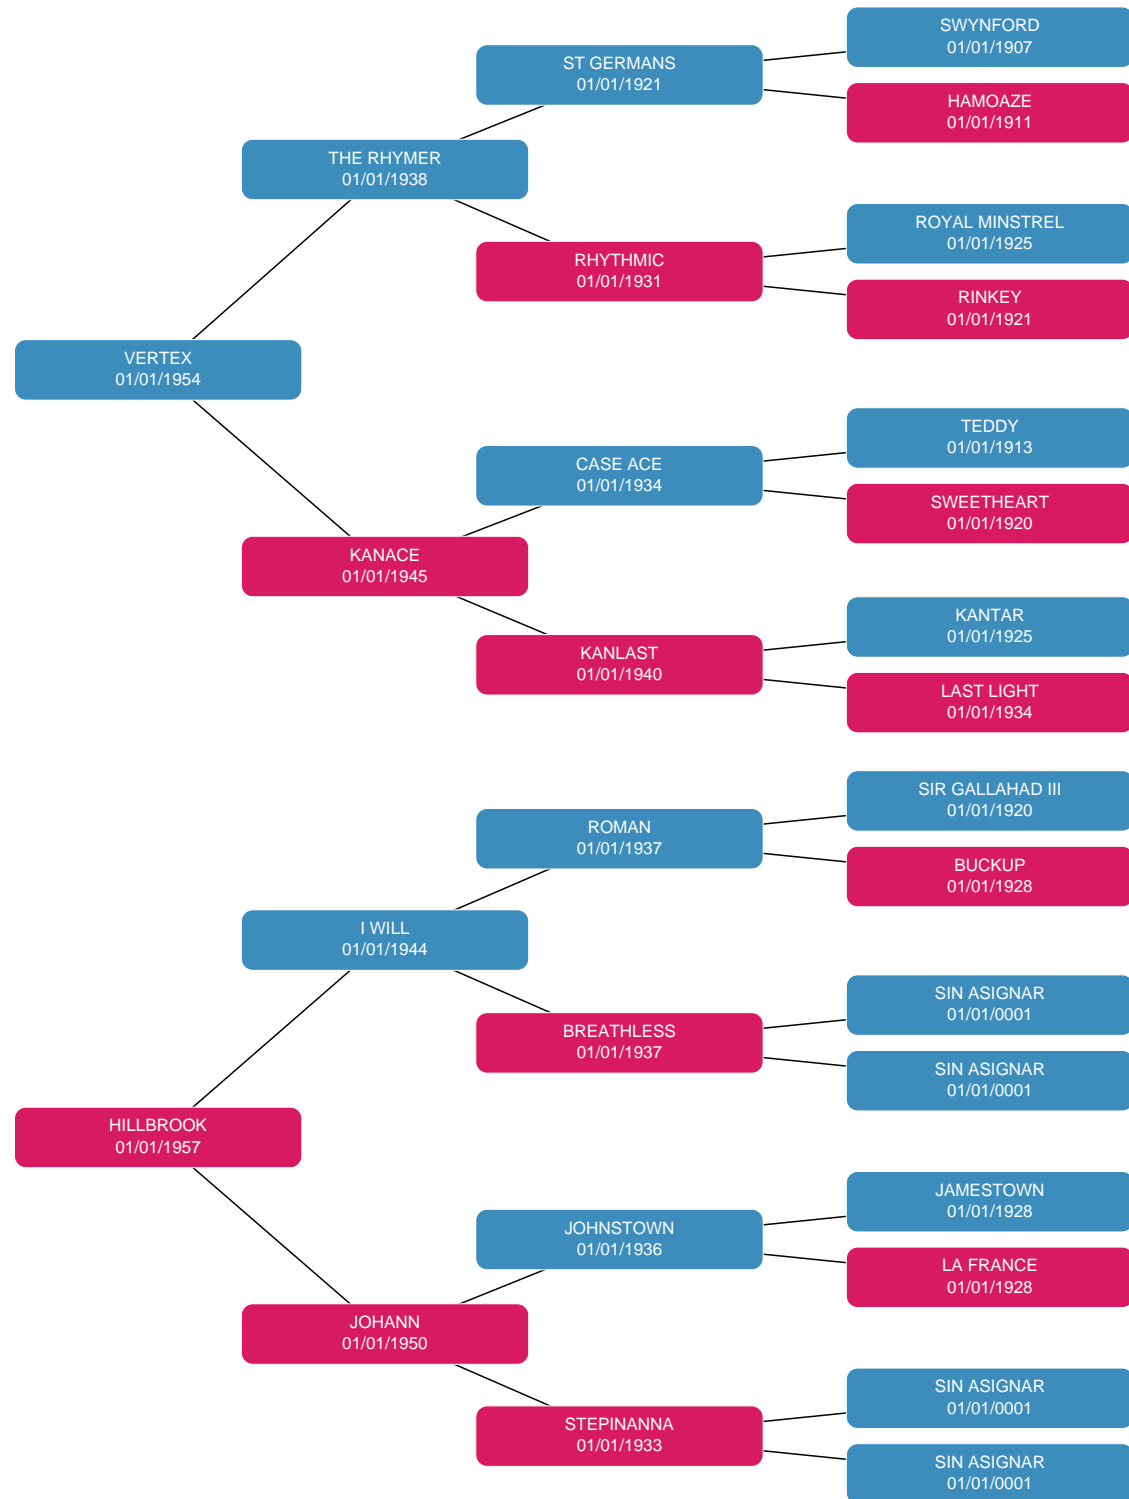 SWYNFORD
01/01/1907
ST GERMANS
01/01/1921
HAMOAZE
01/01/1911
THE RHYMER
01/01/1938
ROYAL MINSTREL
01/01/1925
RHYTHMIC
01/01/1931
RINKEY
01/01/1921
VERTEX
01/01/1954
TEDDY
01/01/1913
CASE ACE
01/01/1934
SWEETHEART
01/01/1920
KANACE
01/01/1945
KANTAR
01/01/1925
KANLAST
01/01/1940
LAST LIGHT
01/01/1934
SIR GALLAHAD III
01/01/1920
ROMAN
01/01/1937
BUCKUP
01/01/1928
I WILL
01/01/1944
SIN ASIGNAR
01/01/0001
BREATHLESS
01/01/1937
SIN ASIGNAR
01/01/0001
HILLBROOK
01/01/1957
JAMESTOWN
01/01/1928
JOHNSTOWN
01/01/1936
LA FRANCE
01/01/1928
JOHANN
01/01/1950
SIN ASIGNAR
01/01/0001
STEPINANNA
01/01/1933
SIN ASIGNAR
01/01/0001